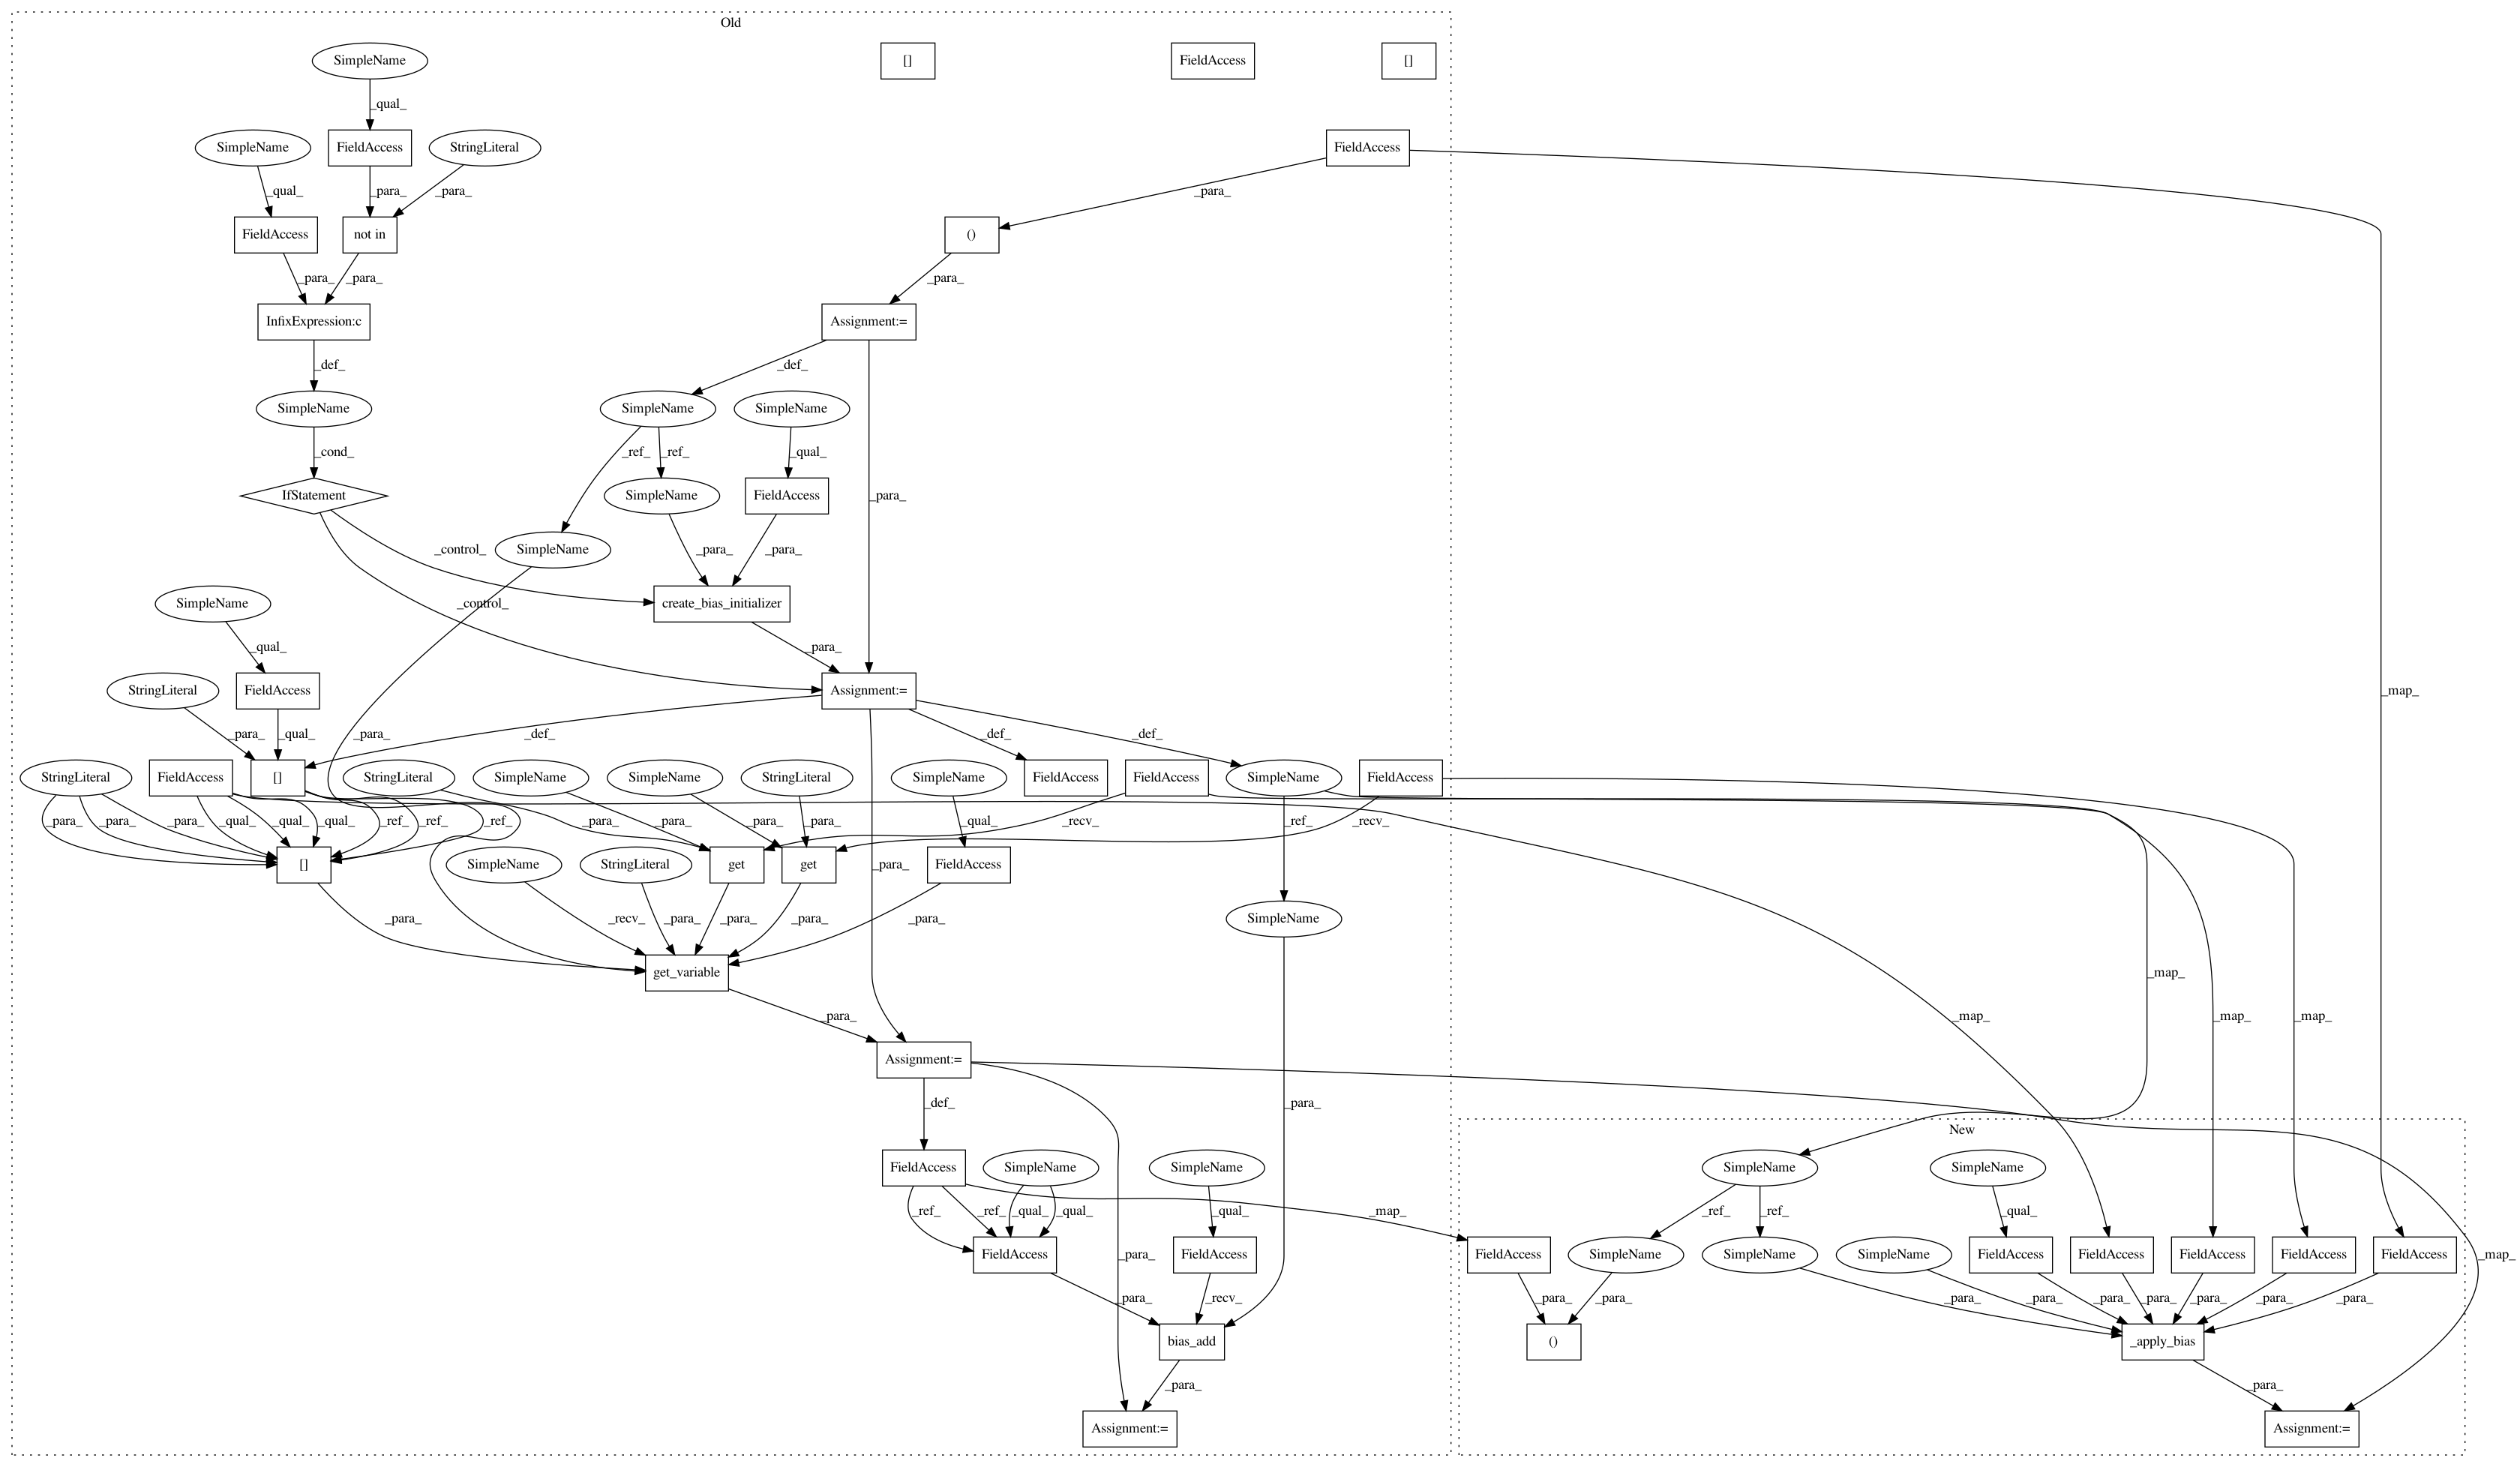 Old
SimpleName
[]
FieldAccess
[]
_qual_
SimpleName
FieldAccess
StringLiteral
FieldAccess
_qual_
_para_
_para_
_para_
FieldAccess
not in
()
_para_
_para_
_para_
InfixExpression:c
Assignment:=
_def_
_def_
SimpleName
SimpleName
SimpleName
_cond_
_ref_
_ref_
_qual_
IfStatement
SimpleName
FieldAccess
_para_
_control_
SimpleName
_para_
_para_
SimpleName
_control_
create_bias_initializer
_qual_
_para_
StringLiteral
FieldAccess
Assignment:=
_map_
_para_
_qual_
_para_
_def_
_def_
_def_
StringLiteral
FieldAccess
[]
StringLiteral
SimpleName
SimpleName
StringLiteral
SimpleName
FieldAccess
FieldAccess
SimpleName
FieldAccess
_para_
_para_
_para_
_qual_
_qual_
_qual_
_ref_
_ref_
_ref_
_para_
_para_
_para_
_para_
_qual_
_recv_
_ref_
_recv_
[]
SimpleName
StringLiteral
get
get
_para_
FieldAccess
_para_
_recv_
_para_
_para_
_para_
_para_
SimpleName
get_variable
_map_
_para_
_map_
_map_
_map_
Assignment:=
_def_
_para_
New
FieldAccess
SimpleName
SimpleName
SimpleName
SimpleName
_ref_
_ref_
_qual_
_qual_
_qual_
_map_
_ref_
_ref_
_qual_
FieldAccess
FieldAccess
FieldAccess
SimpleName
SimpleName
SimpleName
FieldAccess
FieldAccess
FieldAccess
FieldAccess
FieldAccess
_para_
_map_
_para_
_recv_
_para_
_para_
_para_
_para_
_para_
_para_
_para_
_para_
_para_
bias_add
()
_apply_bias
_para_
_para_
Assignment:=
Assignment:=